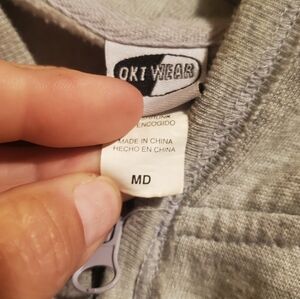 OKI WEAR
ENCOGIDO
MADE IN CHINA
HECHO EN CHINA
MD